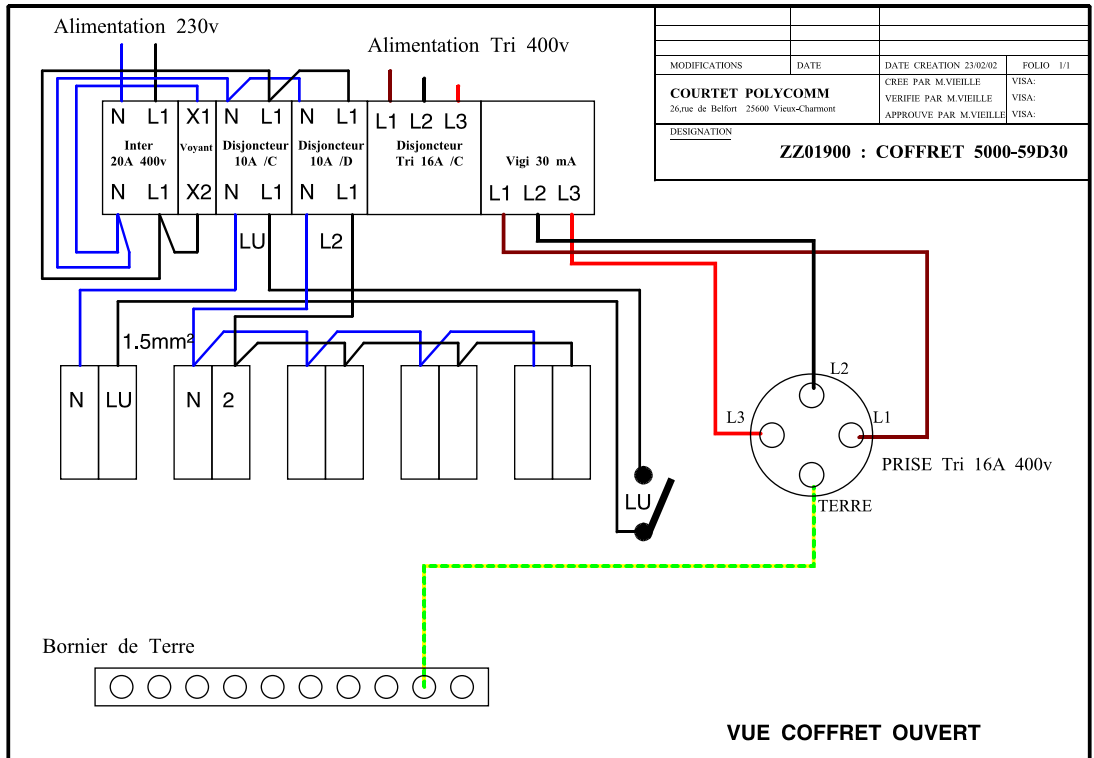 Alimentation 230v
Alimentation Tri 400v
MODIFICATIONS DATE DATE CREATION 23/02/02 FOLIO 1/1
COURTET POLYCOMM
26,rue de Belfort 25600 Vieux-Charmont
CREE PAR M.VIEILLE VISA:
VERIFIE PAR M.VIEILLE VISA:
APPROUVE PAR M.VIEILLE VISA:
DESIGNATION
ZZ01900 : COFFRET 5000-59D30
N L1 X1 N L1 N L1 L1 L2 L3
Inter
20A 400v
Voyant
Disjoncteur
10A /C
Disjoncteur
10A /D
Disjoncteur
Tri 16A /C
Vigi 30 mA
N L1 X2 N L1 N L1 L1 L2 L3
LU L2
1.5mm²
N LU N 2
L2
L3 L1
PRISE Tri 16A 400v
LU
TERRE
Bornier de Terre
VUE COFFRET OUVERT